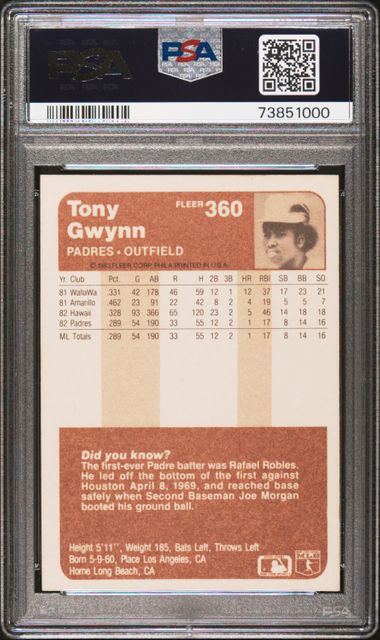 PSA
PSA
73851000
Tony
Gwynn
FLEER 360
PADRES • OUTFIELD
© 1983 FLEER CORP. PHILA PRINTED IN U.S.A.
Yr. Club Pct. G AB R H 2B 3B HR RBI SB BB SO
81 WallaWa .331 42 178 46 59 12 1 12 37 17 23 21
81 Amarillo .462 23 91 22 42 8 2 4 19 5 5 7
82 Hawaii .328 93 366 65 120 23 2 5 46 14 18 18
82 Padres .289 54 190 33 55 12 2 1 17 8 14 16
ML Totals .289 54 190 33 55 12 2 1 17 8 14 16
Did you know?
The first-ever Padre batter was Rafael Robles.
He led off the bottom of the first against
Houston April 8, 1969, and reached base
safely when Second Baseman Joe Morgan
booted his ground ball.
Height 5'11", Weight 185, Bats Left, Throws Left
Born 5-9-60, Place Los Angeles, CA
Home Long Beach, CA
PSA